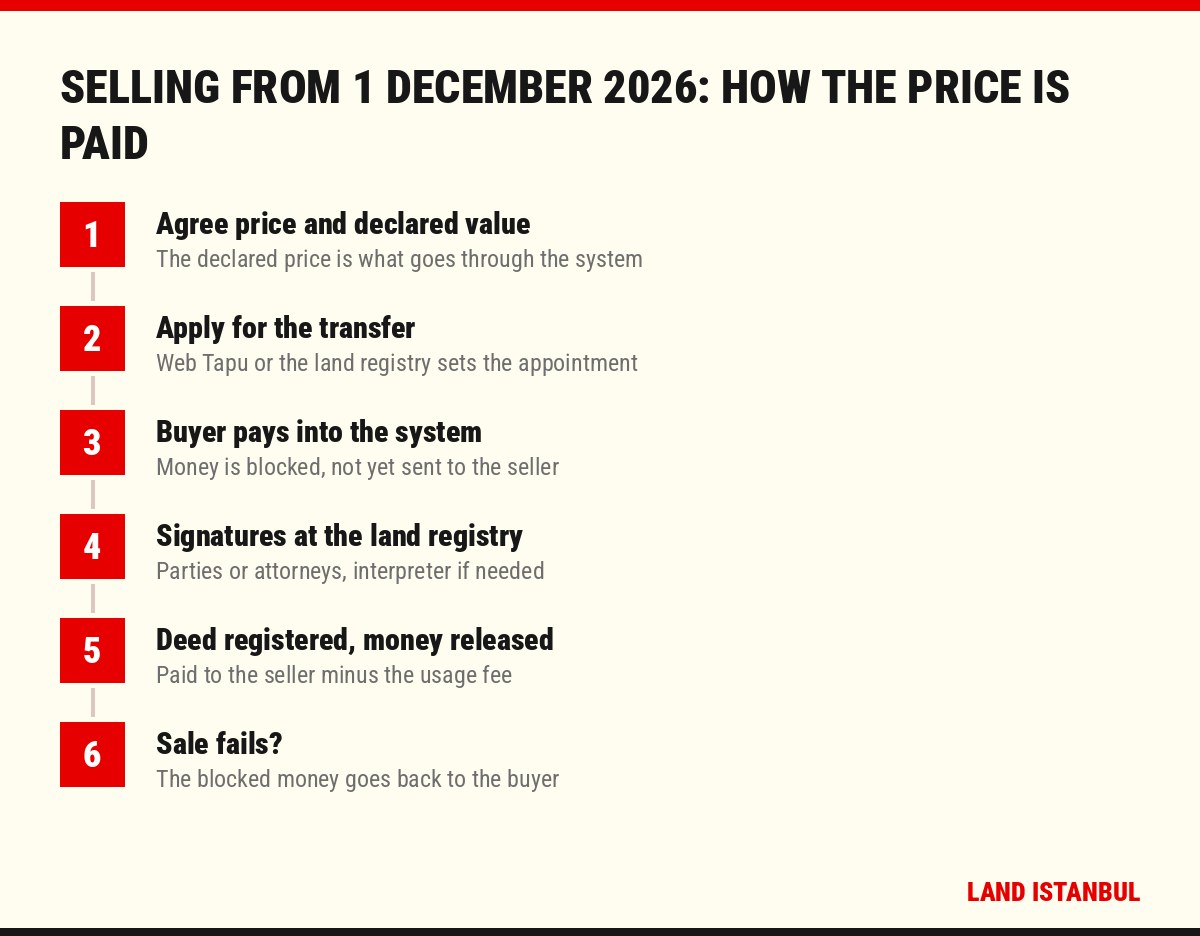 SELLING FROM 1 DECEMBER 2026: HOW THE PRICE IS
PAID
1
Agree price and declared value
The declared price is what goes through the system
2
Apply for the transfer
Web Tapu or the land registry sets the appointment
3
Buyer pays into the system
Money is blocked, not yet sent to the seller
4
Signatures at the land registry
Parties or attorneys, interpreter if needed
5
Deed registered, money released
Paid to the seller minus the usage fee
6
Sale fails?
The blocked money goes back to the buyer
LAND ISTANBUL